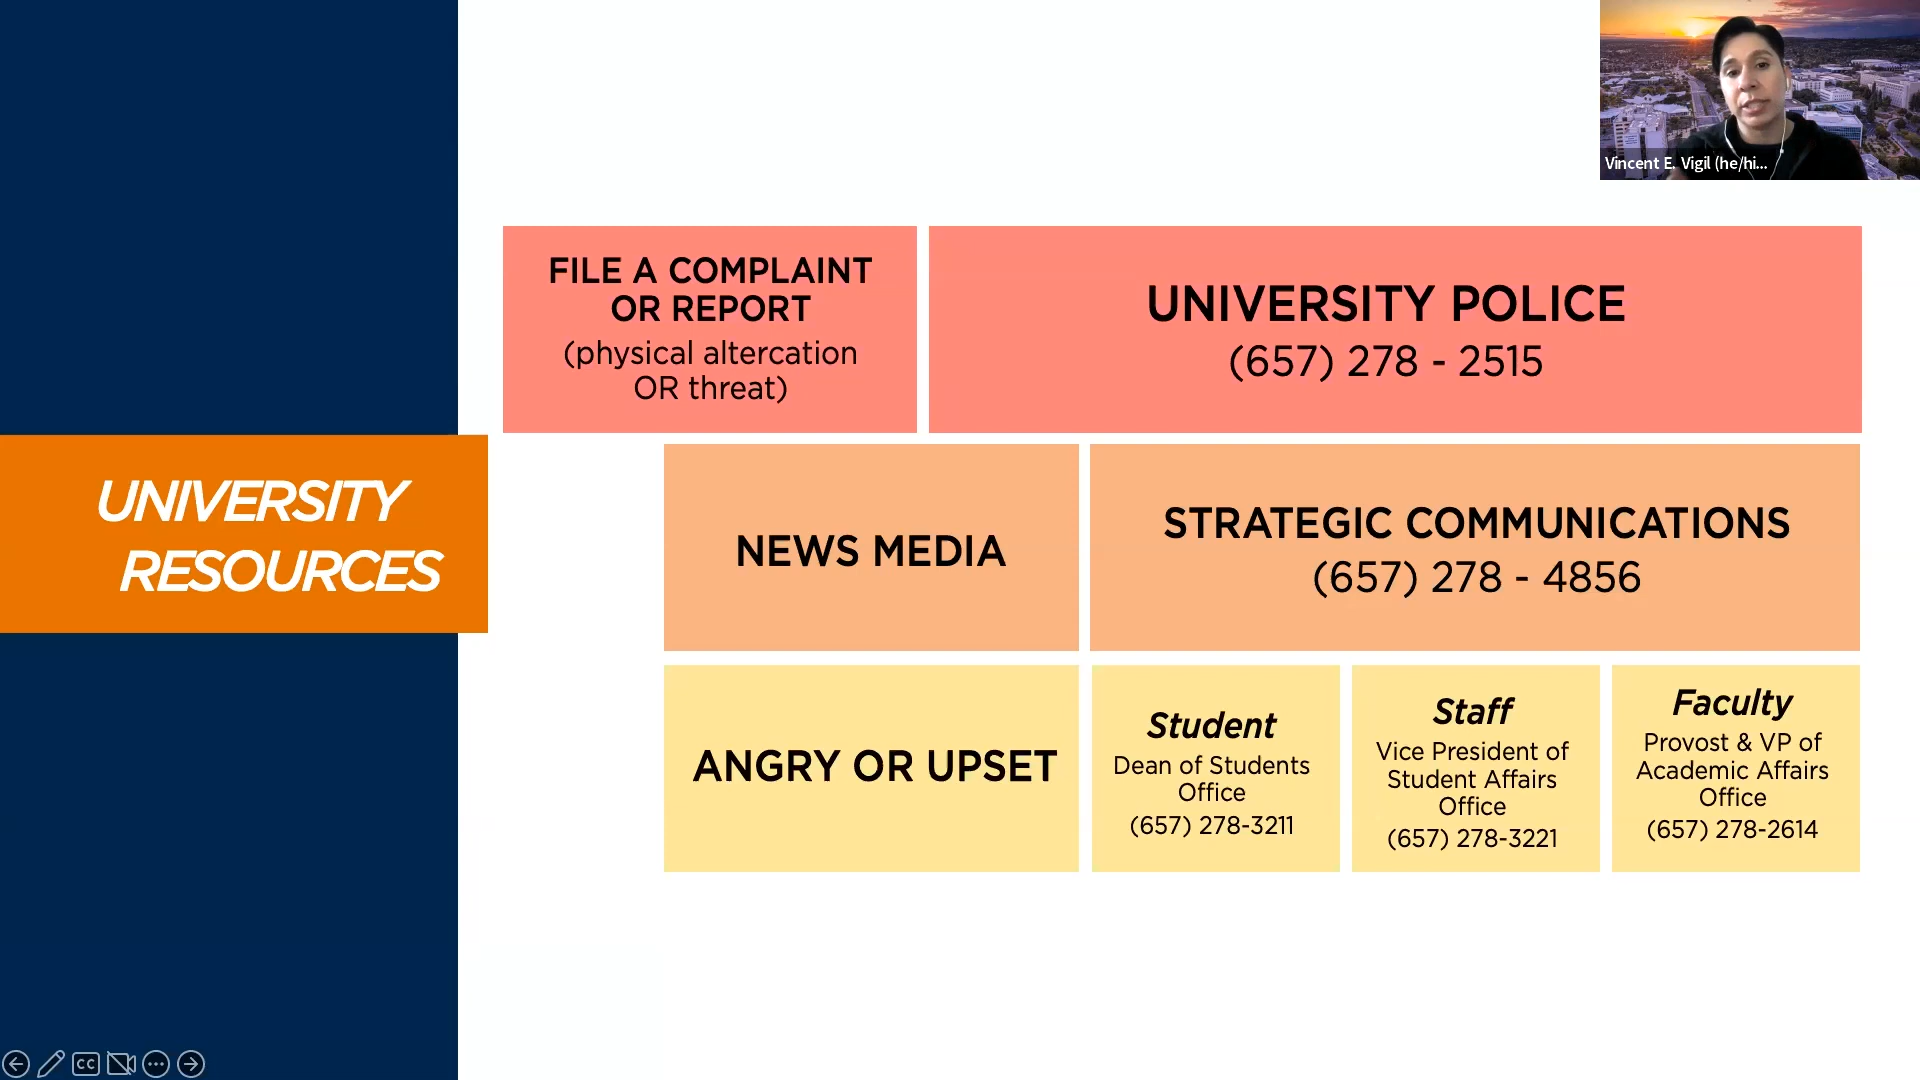 Vincent E. Vigil (he/hi...
UNIVERSITY
RESOURCES
FILE A COMPLAINT
OR REPORT
(physical altercation
OR threat)
UNIVERSITY POLICE
(657) 278 - 2515
NEWS MEDIA
STRATEGIC COMMUNICATIONS
(657) 278 - 4856
ANGRY OR UPSET
Student
Dean of Students
Office
(657) 278-3211
Staff
Vice President of
Student Affairs
Office
(657) 278-3221
Faculty
Provost & VP of
Academic Affairs
Office
(657) 278-2614
CC